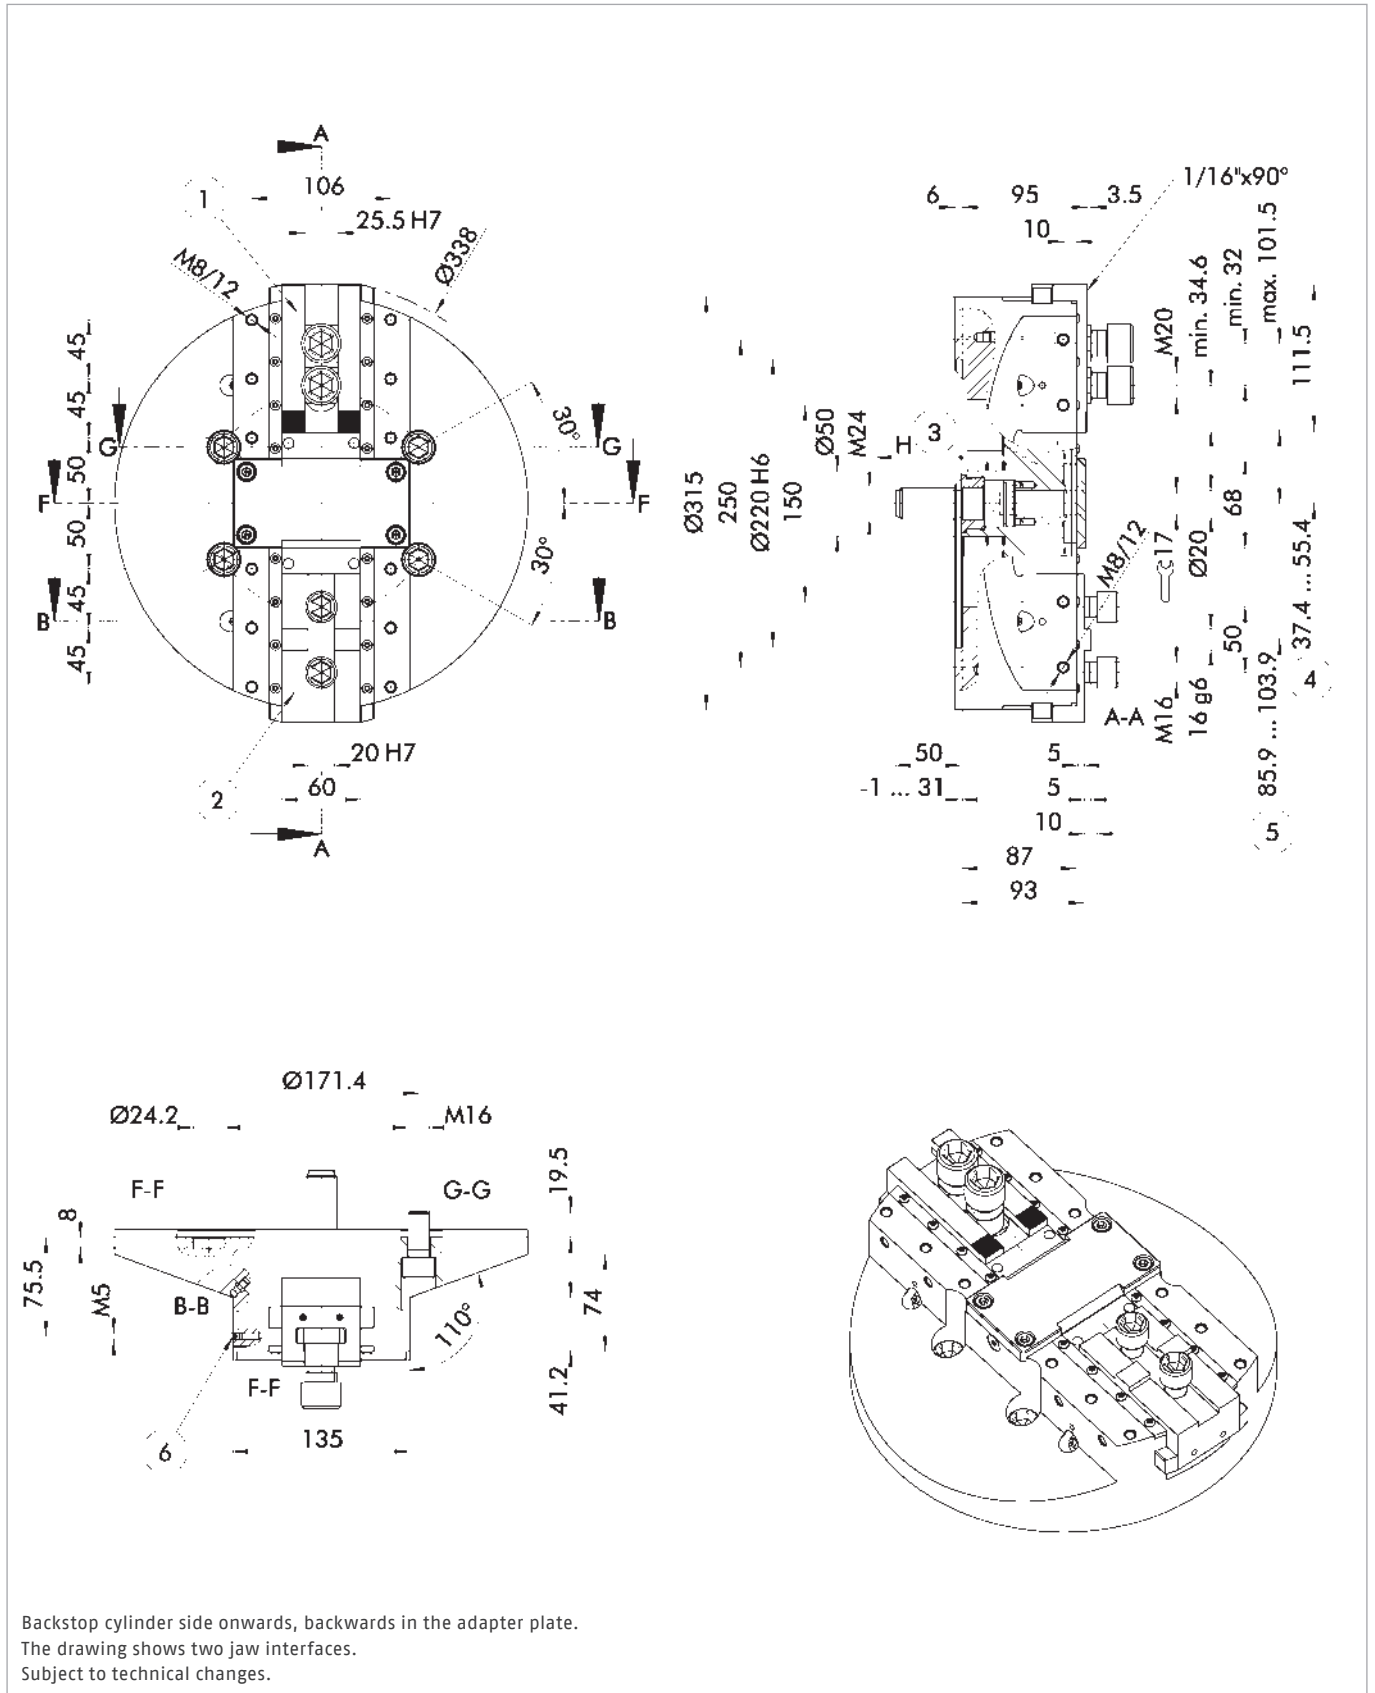 A
106
1
25.5 H7
M8/12
Ø338
45
45
30°
G
G
50
F
F
50
30°
45
B
B
45
20 H7
2
60
A
1/16"x90°
6
95
3.5
10
M20
min. 34.6
min. 32
max. 101.5
111.5
Ø50
M24
H
3
Ø315
250
Ø220 H6
150
68
17
Ø20
M8/12
37.4 ... 55.4
50
4
A-A
M16
16 g6
85.9 ... 103.9
50
5
-1 ... 31
5
10
5
87
93
Ø171.4
Ø24.2
M16
F-F
G-G
19.5
8
75.5
M5
B-B
74
110°
F-F
41.2
6
135
Backstop cylinder side onwards, backwards in the adapter plate.
The drawing shows two jaw interfaces.
Subject to technical changes.